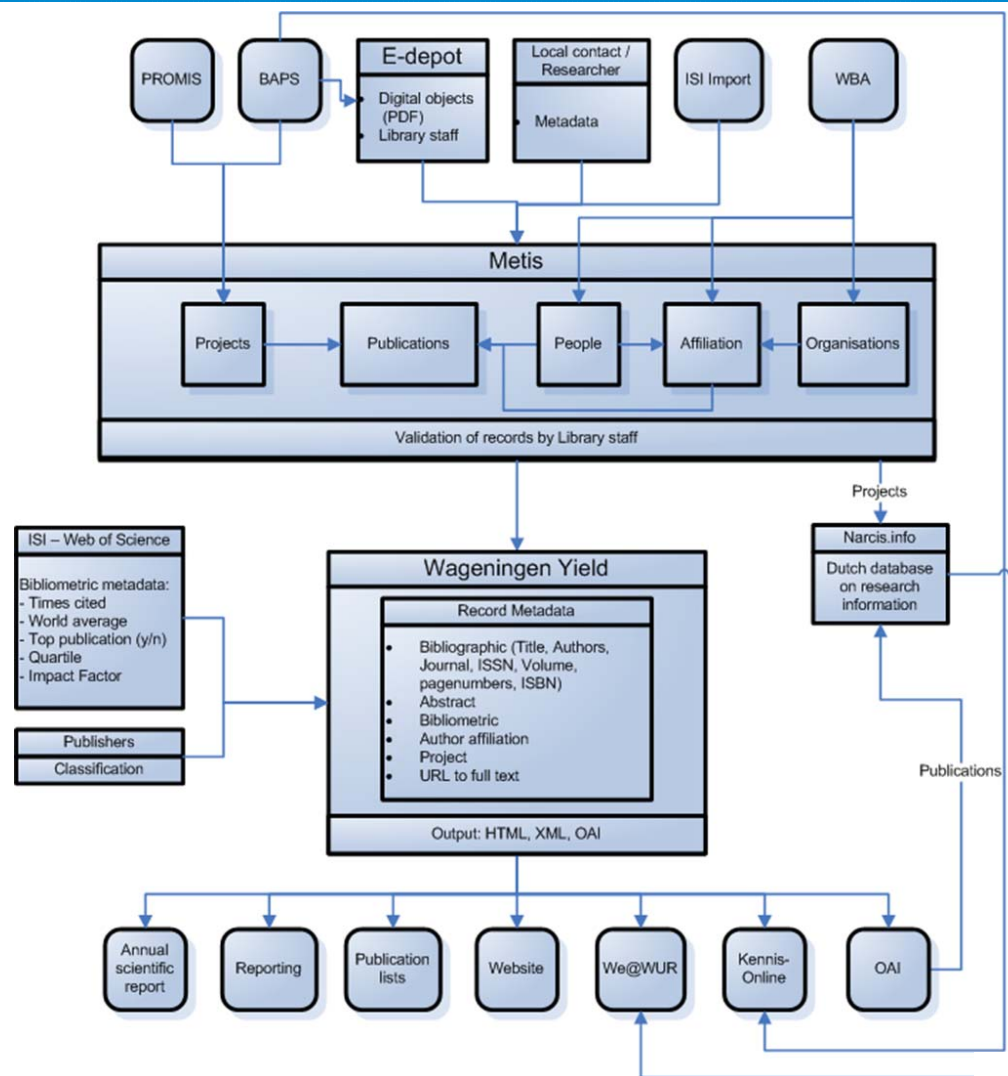 PROMIS
BAPS
E-depot
Digital objects
(PDF)
Library staff
Local contact /
Researcher
Metadata
ISI Import
WBA
Metis
Projects
Publications
People
Affiliation
Organisations
Validation of records by Library staff
Projects
ISI – Web of Science
Bibliometric metadata:
- Times cited
- World average
- Top publication (y/n)
- Quartile
- Impact Factor
Publishers
Classification
Wageningen Yield
Record Metadata
Bibliographic (Title, Authors,
Journal, ISSN, Volume,
pagenumbers, ISBN)
Abstract
Bibliometric
Author affiliation
Project
URL to full text
Output: HTML, XML, OAI
Narcis.info
Dutch database
on research
information
Publications
Annual
scientific
report
Reporting
Publication
lists
Website
We@WUR
Kennis-
Online
OAI